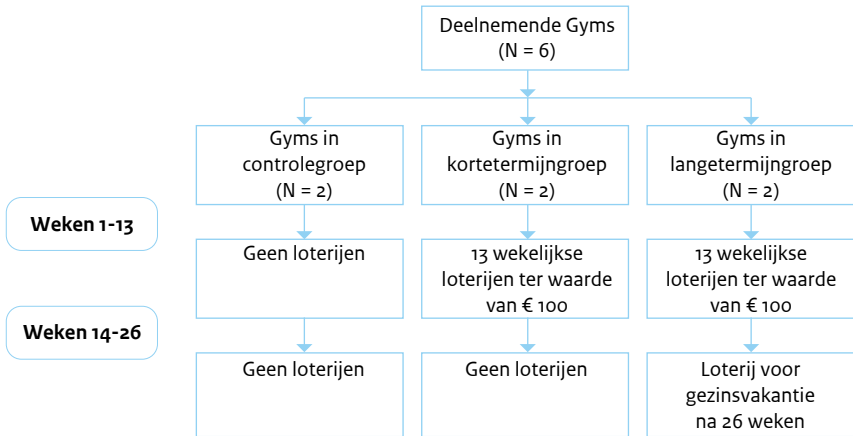 Deelnemende Gyms
(N = 6)
Gyms in
controlegroep
(N = 2)
Gyms in
kortetermijngroep
(N = 2)
Gyms in
langetermijngroep
(N = 2)
Weken 1-13
Geen loterijen
13 wekelijkse
loterijen ter waarde
van € 100
13 wekelijkse
loterijen ter waarde
van € 100
Weken 14-26
Geen loterijen
Geen loterijen
Loterij voor
gezinsvakantie
na 26 weken